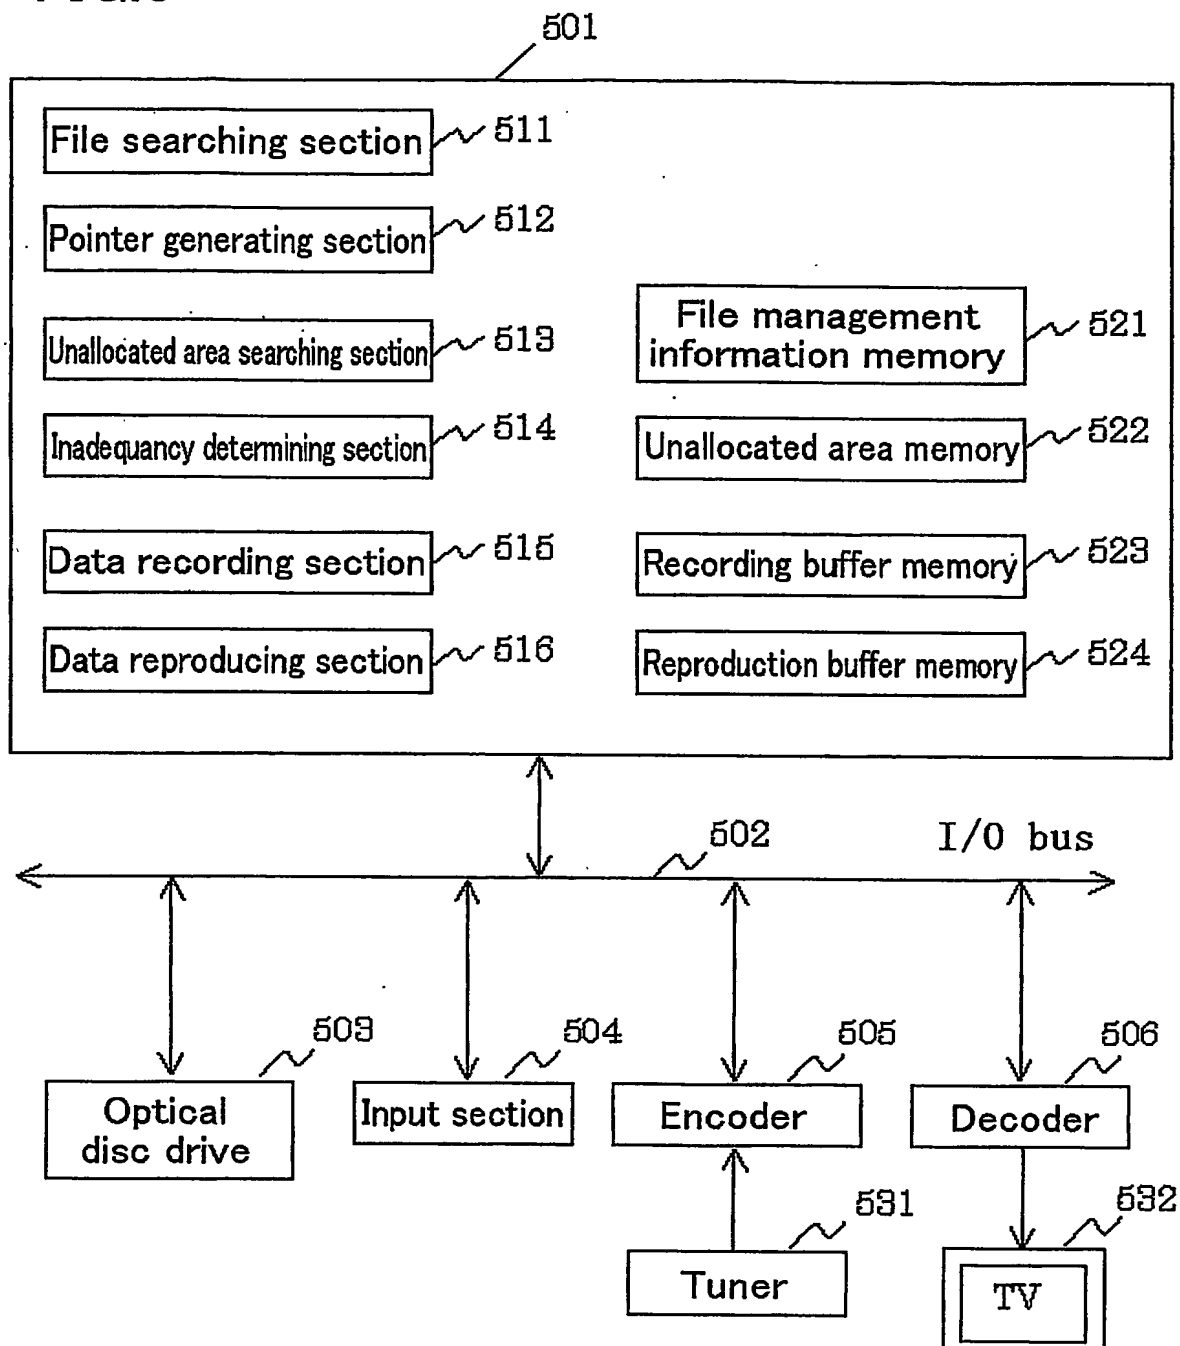 501
File searching section
511
Pointer generating section
512
Unallocated area searching section
513
Inadequancy determining section
514
Data recording section
515
Data reproducing section
516
File management
information memory
521
Unallocated area memory
522
Recording buffer memory
523
Reproduction buffer memory
524
502
I/O bus
503
Optical
disc drive
504
Input section
505
Encoder
506
Decoder
531
Tuner
532
TV